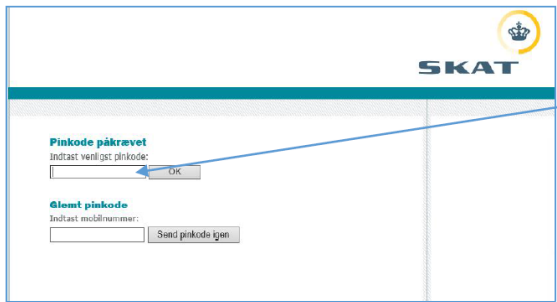 SKAT
Pinkode påkrævet
Indtast venligst pinkode:
OK
Glemt pinkode
Indtast mobilnummer:
Send pinkode igen